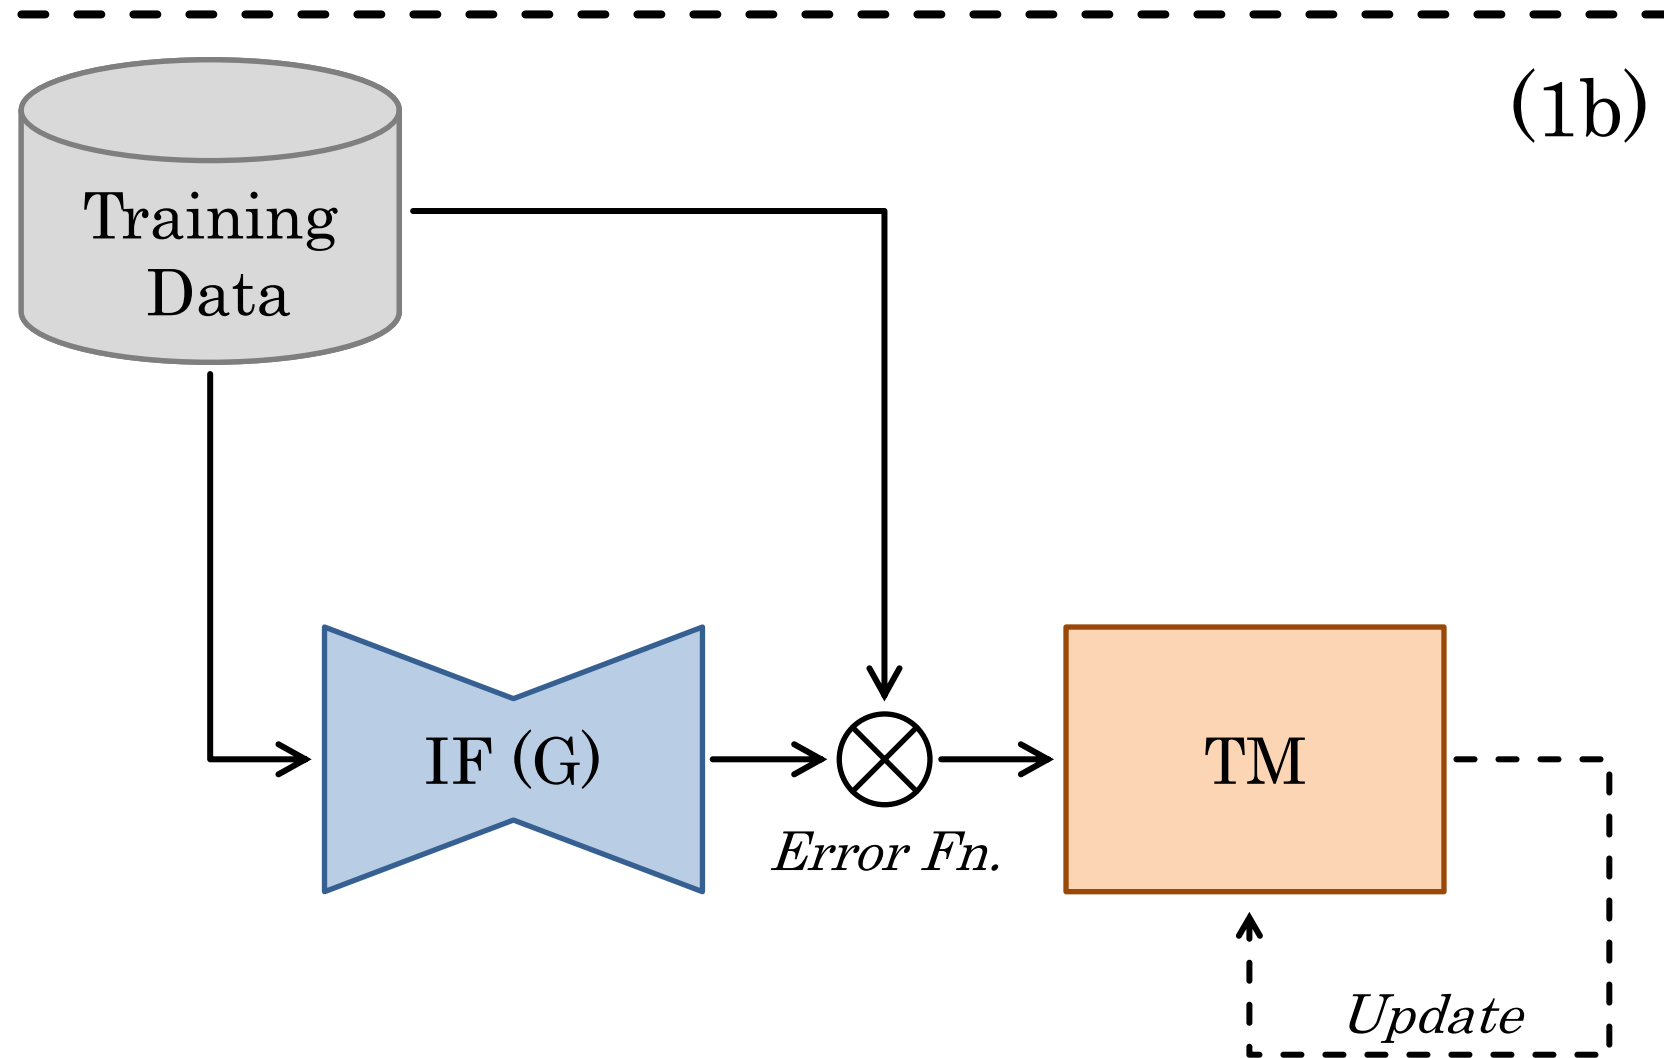 (1b)
Training
Data
IF (G)
TM
Error Fn.
Update